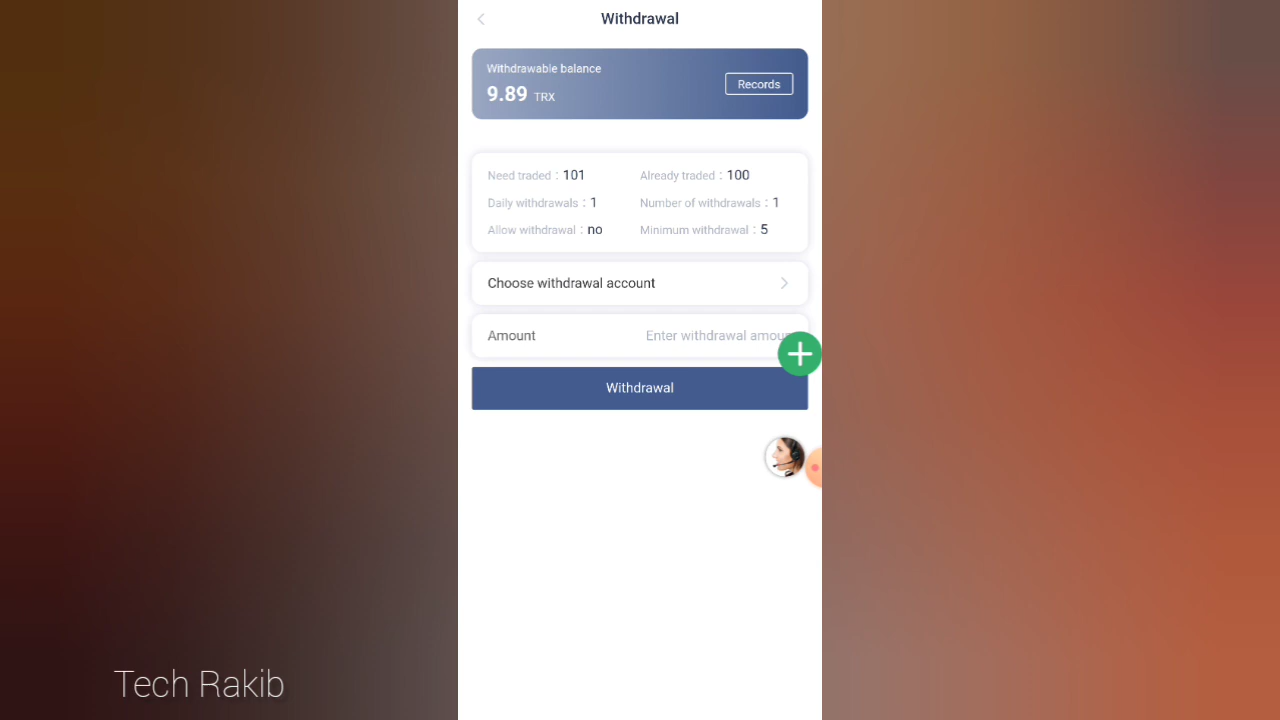 Withdrawal
Withdrawable balance
9.89 TRX
Records
Need traded : 101 Already traded : 100
Daily withdrawals : 1 Number of withdrawals : 1
Allow withdrawal : no Minimum withdrawal : 5
Choose withdrawal account
Amount Enter withdrawal
Withdrawal
Tech Rakib